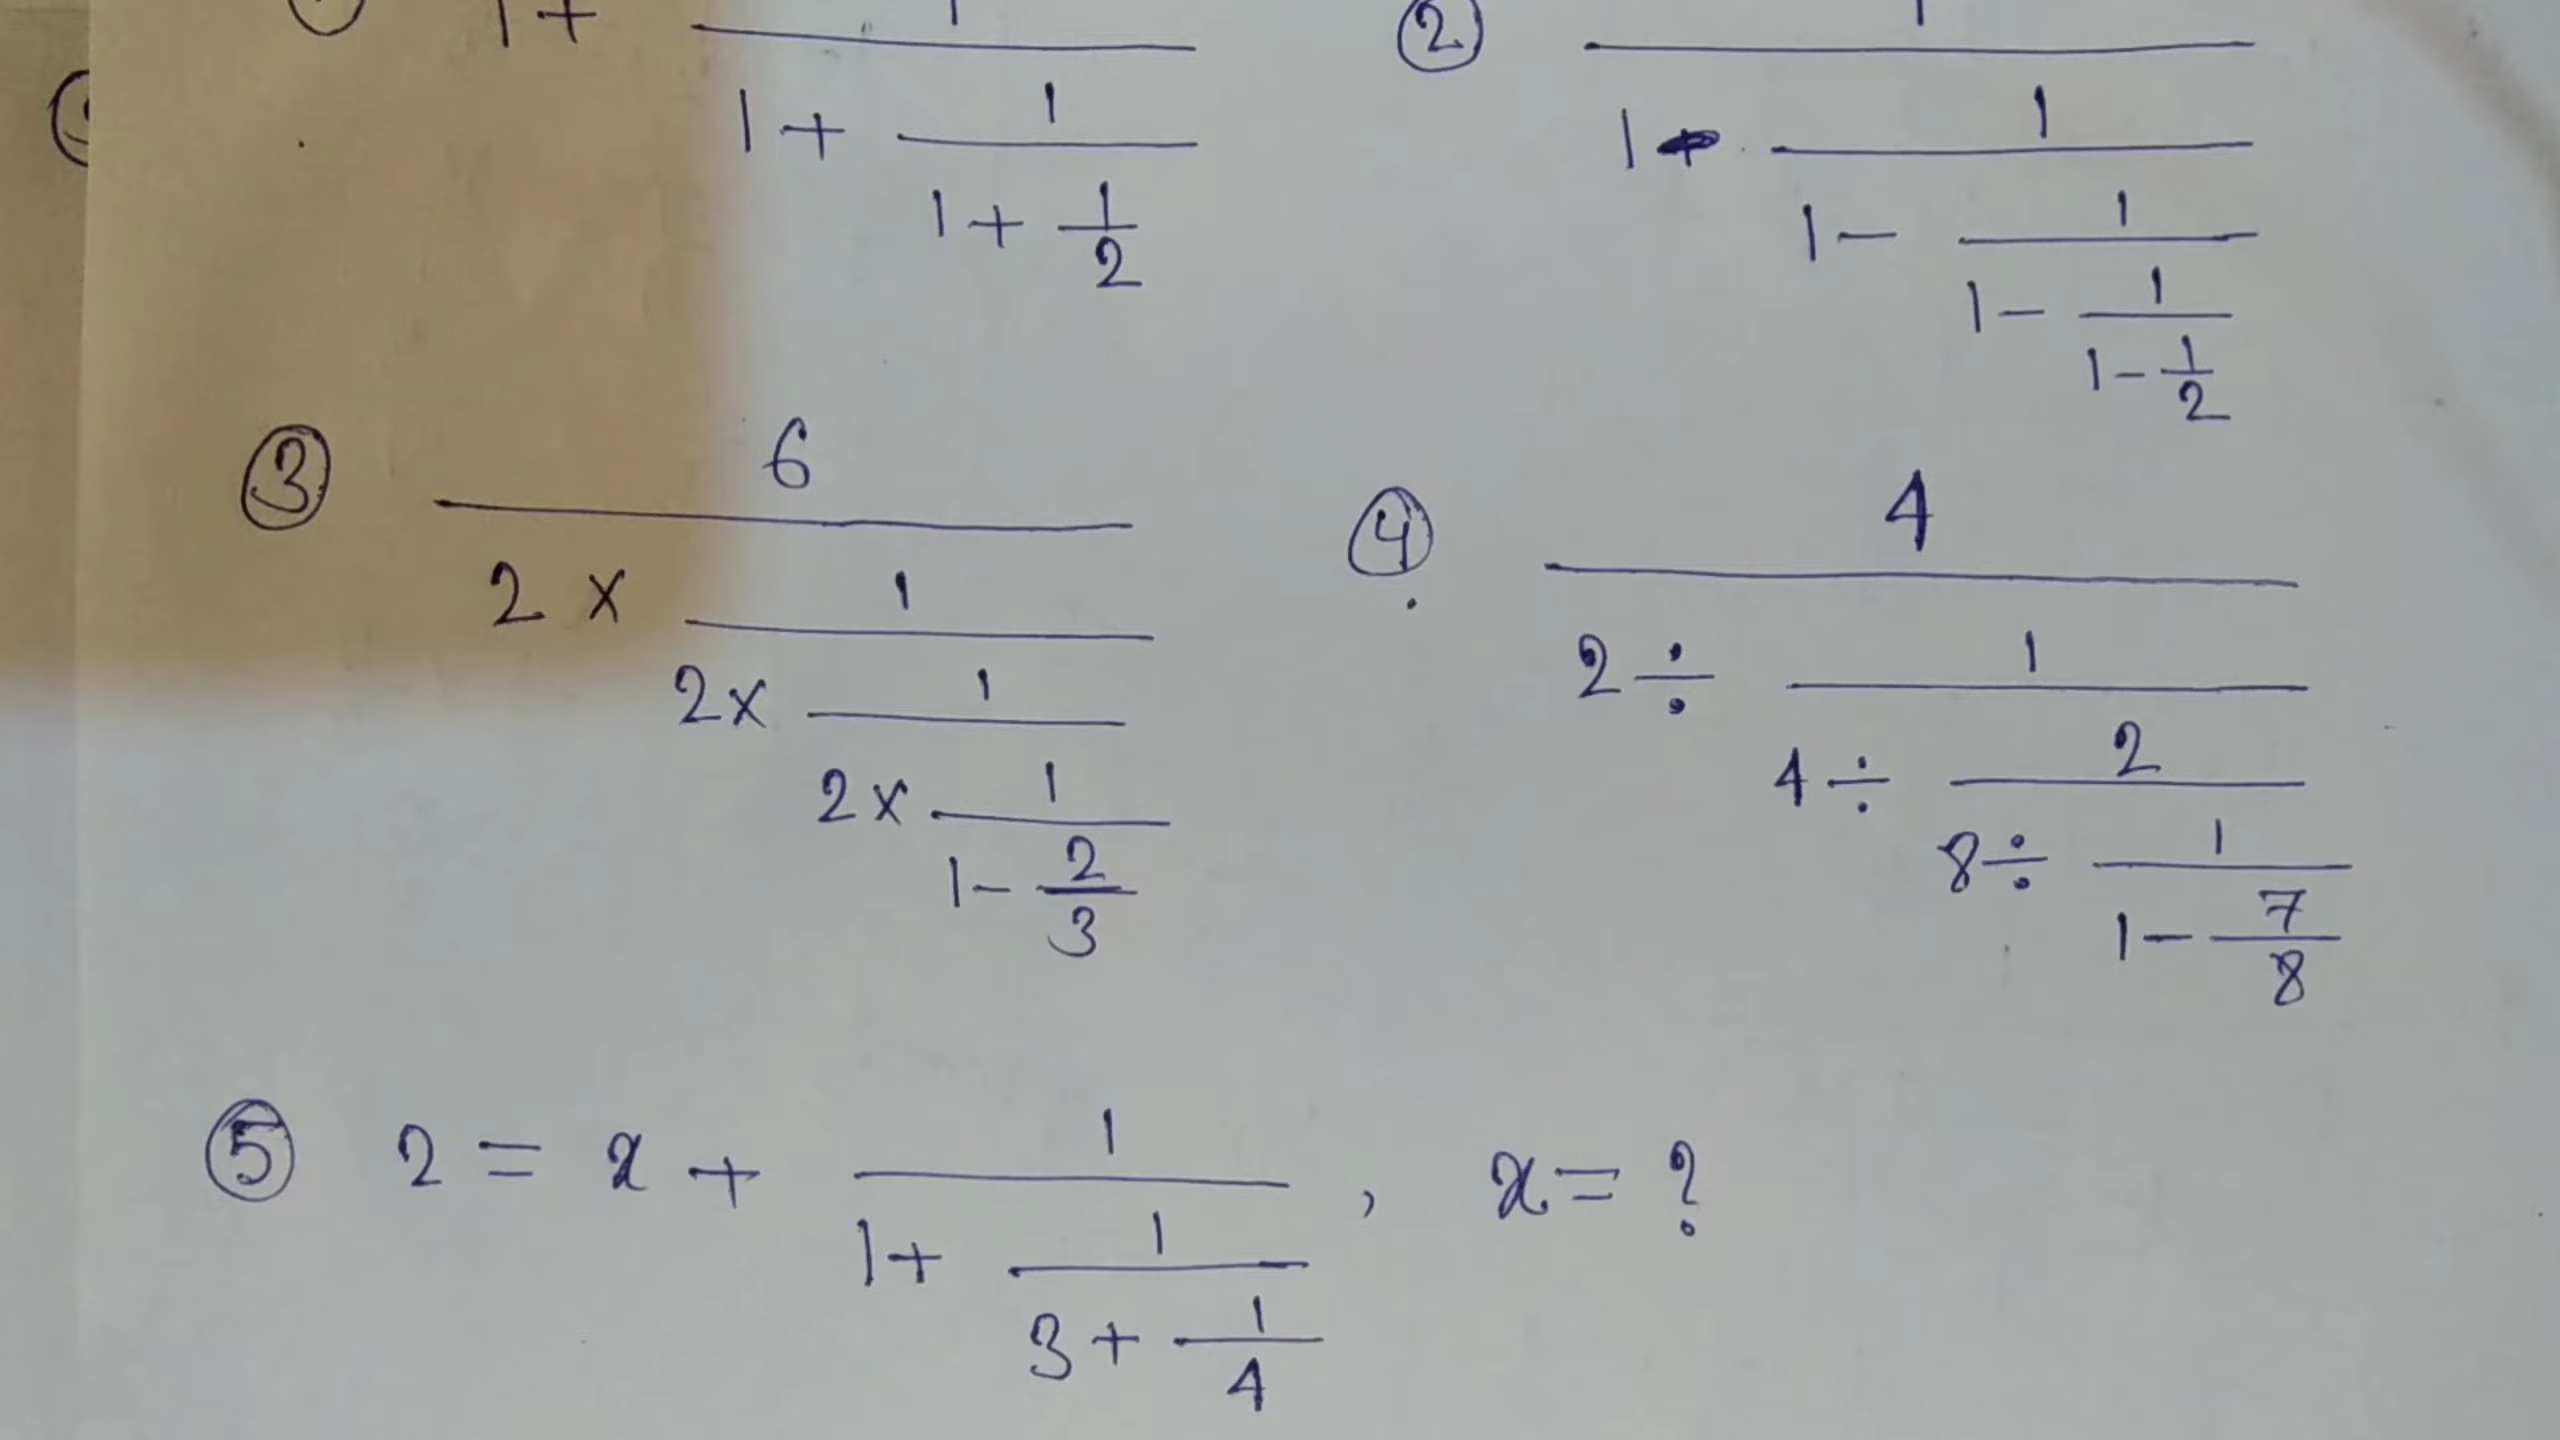 ① 1 + 1/(1 + 1/(1 + 1/2))
② 1/(1 - 1/(1 - 1/(1 - 1/(1 - 1/2))))
③ 6/(2 × 1/(2 × 1/(2 × 1/(1 - 2/3))))
④ 4/(2 ÷ 1/(4 ÷ 2/(8 ÷ 1/(1 - 7/8))))
⑤ 2 = x + 1/(1 + 1/(3 + 1/4)), x = ?